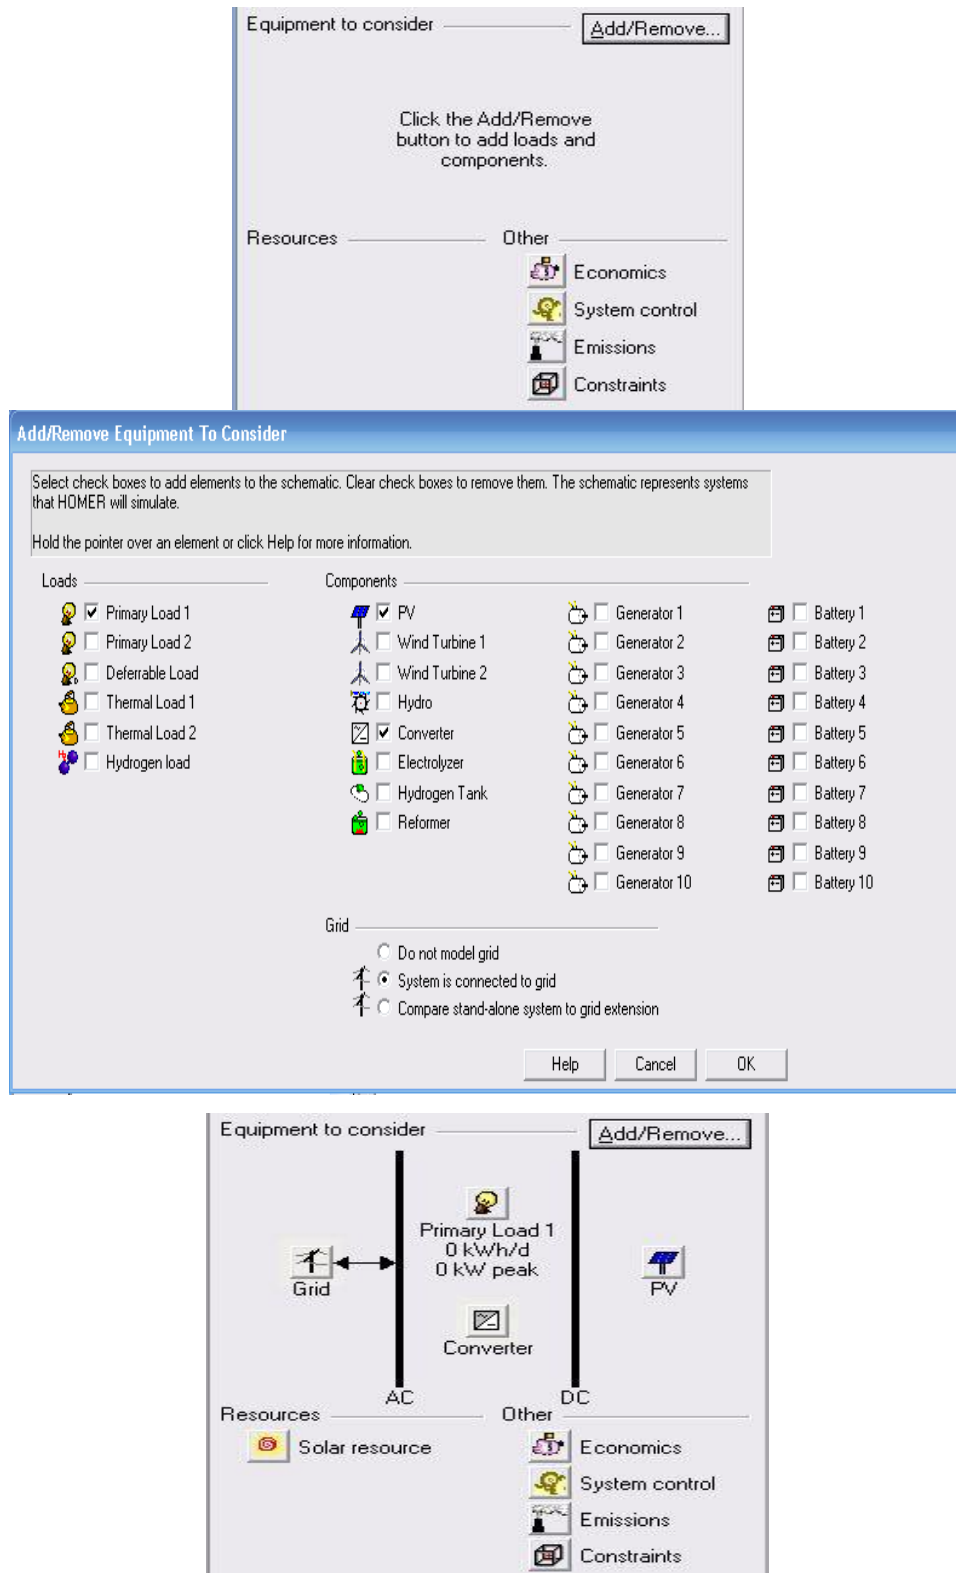 Equipment to consider
Add/Remove...
Click the Add/Remove
button to add loads and
components.
Resources
Other
Economics
System control
Emissions
Constraints
Add/Remove Equipment To Consider
Select check boxes to add elements to the schematic. Clear check boxes to remove them. The schematic represents systems
that HOMER will simulate.
Hold the pointer over an element or click Help for more information.
Loads
Primary Load 1
Primary Load 2
Deferrable Load
Thermal Load 1
Thermal Load 2
Hydrogen load
Components
PV
Wind Turbine 1
Wind Turbine 2
Hydro
Converter
Electrolyzer
Hydrogen Tank
Reformer
Generator 1
Generator 2
Generator 3
Generator 4
Generator 5
Generator 6
Generator 7
Generator 8
Generator 9
Generator 10
Battery 1
Battery 2
Battery 3
Battery 4
Battery 5
Battery 6
Battery 7
Battery 8
Battery 9
Battery 10
Grid
Do not model grid
System is connected to grid
Compare stand-alone system to grid extension
Help
Cancel
OK
Equipment to consider
Add/Remove...
Primary Load 1
0 kWh/d
0 kW peak
Grid
PV
Converter
AC
DC
Resources
Solar resource
Other
Economics
System control
Emissions
Constraints